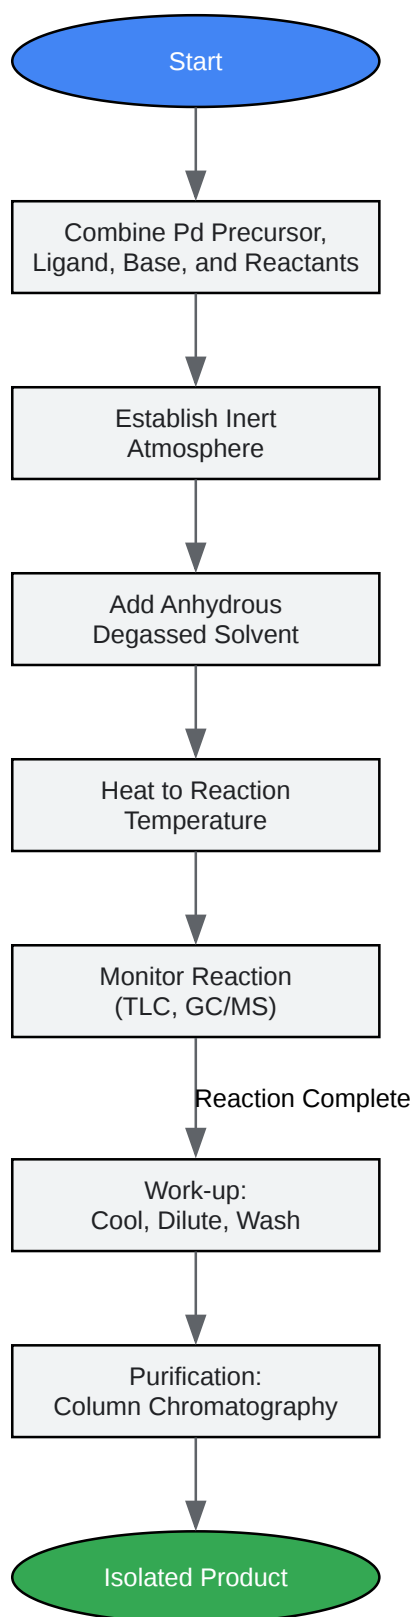 Start
Combine Pd Precursor,
Ligand, Base, and Reactants
Establish Inert
Atmosphere
Add Anhydrous
Degassed Solvent
Heat to Reaction
Temperature
Monitor Reaction
(TLC, GC/MS)
Reaction Complete
Work-up:
Cool, Dilute, Wash
Purification:
Column Chromatography
Isolated Product